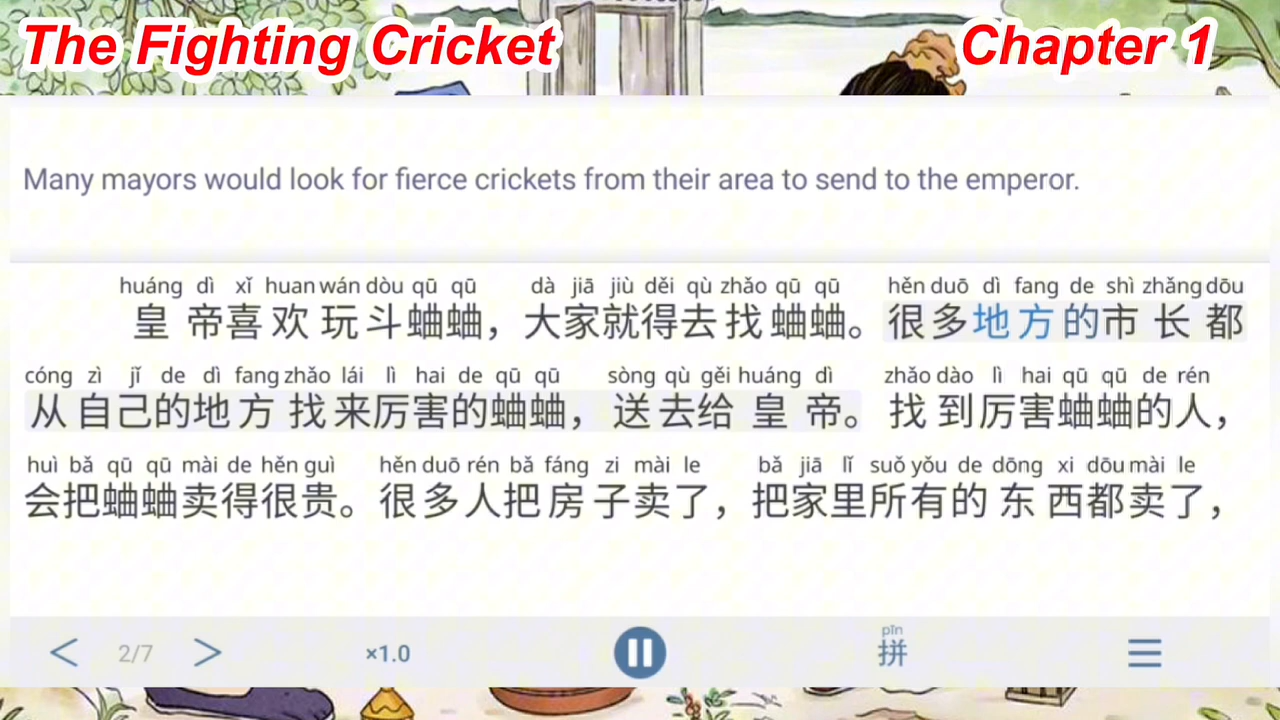 The Fighting Cricket
Chapter 1
Many mayors would look for fierce crickets from their area to send to the emperor.
huáng dì xǐ huan wán dòu qū qū dà jiā jiù děi qù zhǎo qū qū hěn duō dì fang de shì zhǎng dōu
皇帝喜欢玩斗蛐蛐，大家就得去找蛐蛐。很多地方的市长都
cóng zì jǐ de dì fang zhǎo lái lì hai de qū qū sòng qù gěi huáng dì zhǎo dào lì hai qū qū de rén
从自己的地方找来厉害的蛐蛐，送去给皇帝。找到厉害蛐蛐的人，
huì bǎ qū qū mài de hěn guì hěn duō rén bǎ fáng zi mài le bǎ jiā lǐ suǒ yǒu de dōng xi dōu mài le
会把蛐蛐卖得很贵。很多人把房子卖了，把家里所有的东西都卖了，
< 2/7 > ×1.0 pīn
拼